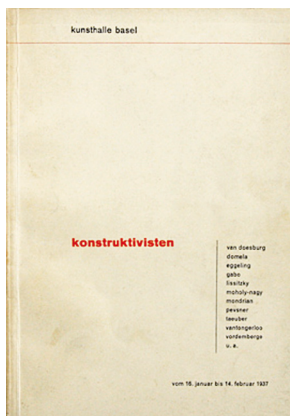 kunsthalle basel
konstruktivisten
van doesburg
domela
eggeling
gabo
lissitzky
moholy-nagy
mondrian
pevsner
taeuber
vantongerloo
vordemberge
u. a.
vom 16. januar bis 14. februar 1937